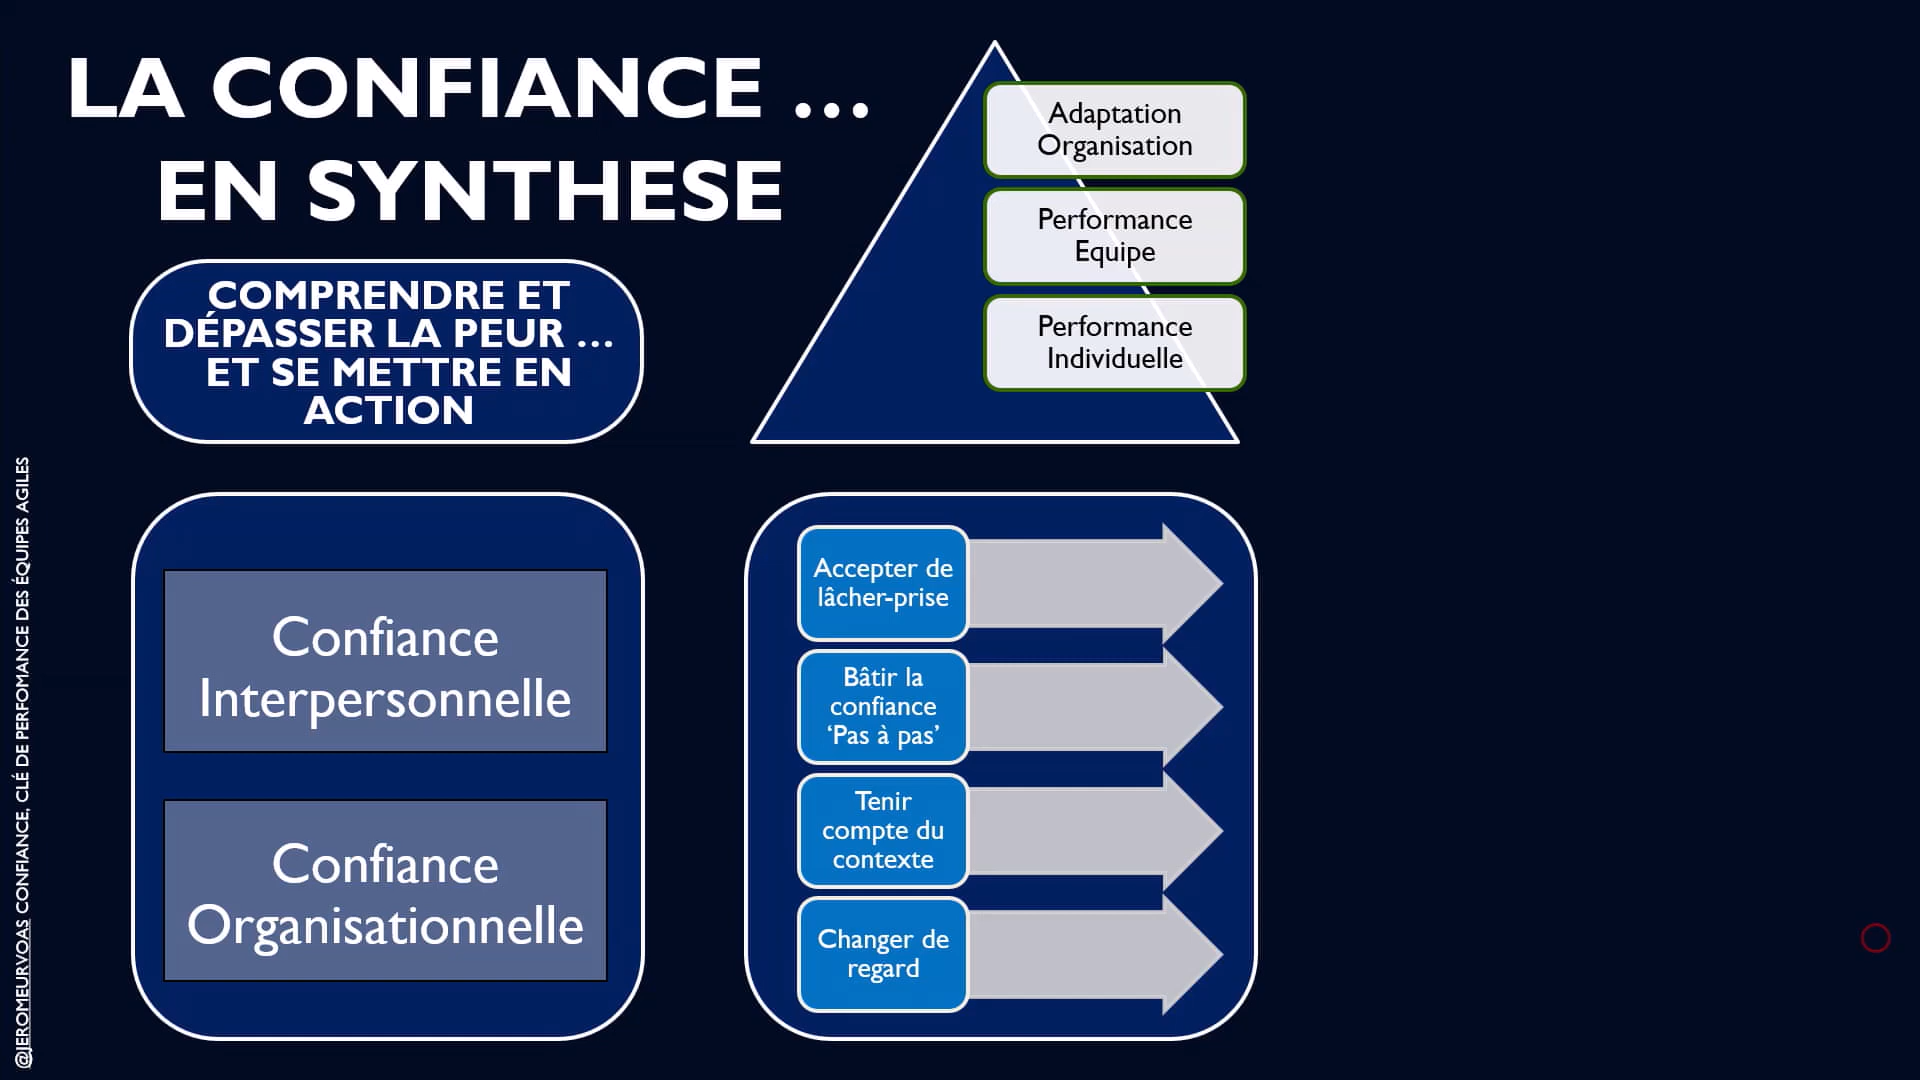 LA CONFIANCE ...
EN SYNTHESE
COMPRENDRE ET
DÉPASSER LA PEUR ...
ET SE METTRE EN
ACTION
Adaptation
Organisation
Performance
Equipe
Performance
Individuelle
Confiance
Interpersonnelle
Confiance
Organisationnelle
Accepter de
lâcher-prise
Bâtir la
confiance
‘Pas à pas’
Tenir
compte du
contexte
Changer de
regard
@JEROMEURVOAS CONFIANCE, CLÉ DE PERFOMANCE DES ÉQUIPES AGILES